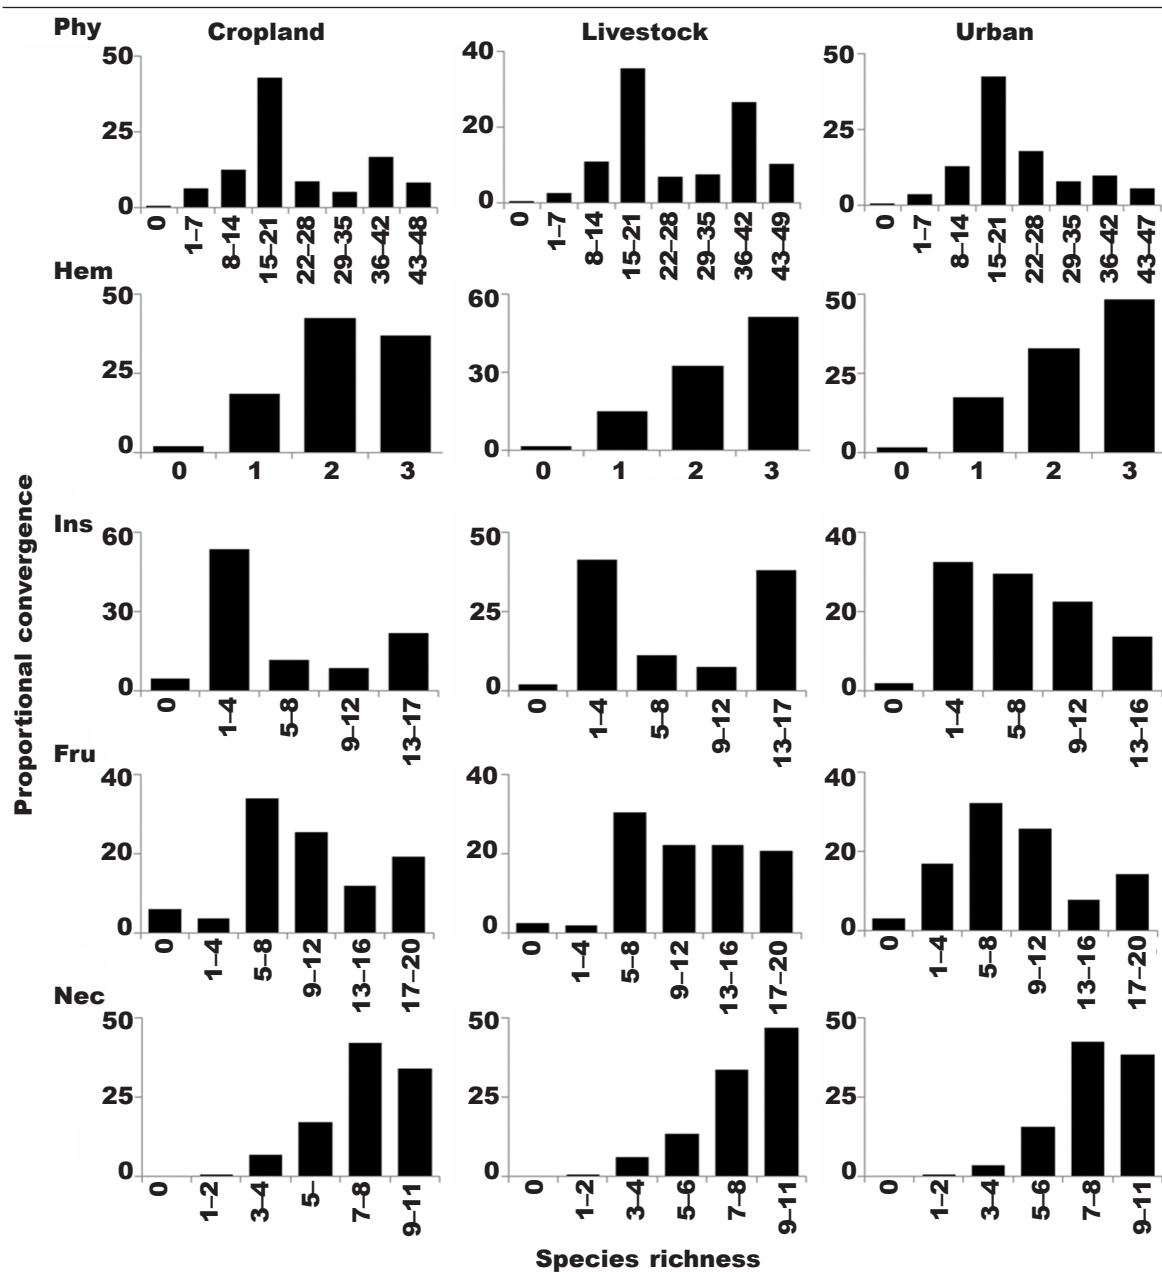 Phy Cropland Livestock Urban
50 40 50
25 20 25
0 0 0
0 1–7 8–14 15–21 22–28 29–35 36–42 43–48 0 1–7 8–14 15–21 22–28 29–35 36–42 43–49 0 1–7 8–14 15–21 22–28 29–35 36–42 43–47
Hem
50 60 50
25 30 25
0 0 0
0 1 2 3 0 1 2 3 0 1 2 3
Proportional convergence
Ins
60 50 40
30 25 20
0 0 0
0 1–4 5–8 9–12 13–17 0 1–4 5–8 9–12 13–17 0 1–4 5–8 9–12 13–16
Fru
40 40 40
20 20 20
0 0 0
0 1–4 5–8 9–12 13–16 17–20 0 1–4 5–8 9–12 13–16 17–20 0 1–4 5–8 9–12 13–16 17–20
Nec
50 50 50
25 25 25
0 0 0
0 1–2 3–4 5– 7–8 9–11 0 1–2 3–4 5–6 7–8 9–11 0 1–2 3–4 5–6 7–8 9–11
Species richness